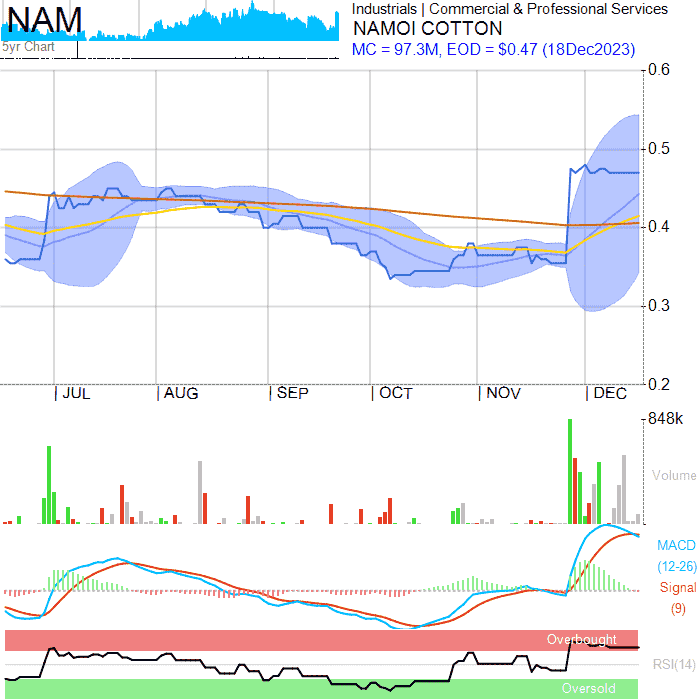 NAM
5yr Chart
Industrials | Commercial & Professional Services
NAMOI COTTON
MC = 97.3M, EOD = $0.47 (18Dec2023)
0.6
0.5
0.4
0.3
0.2
| JUL | AUG | SEP | OCT | NOV | DEC
848k
Volume
MACD
(12-26)
Signal
(9)
Overbought
RSI(14)
Oversold